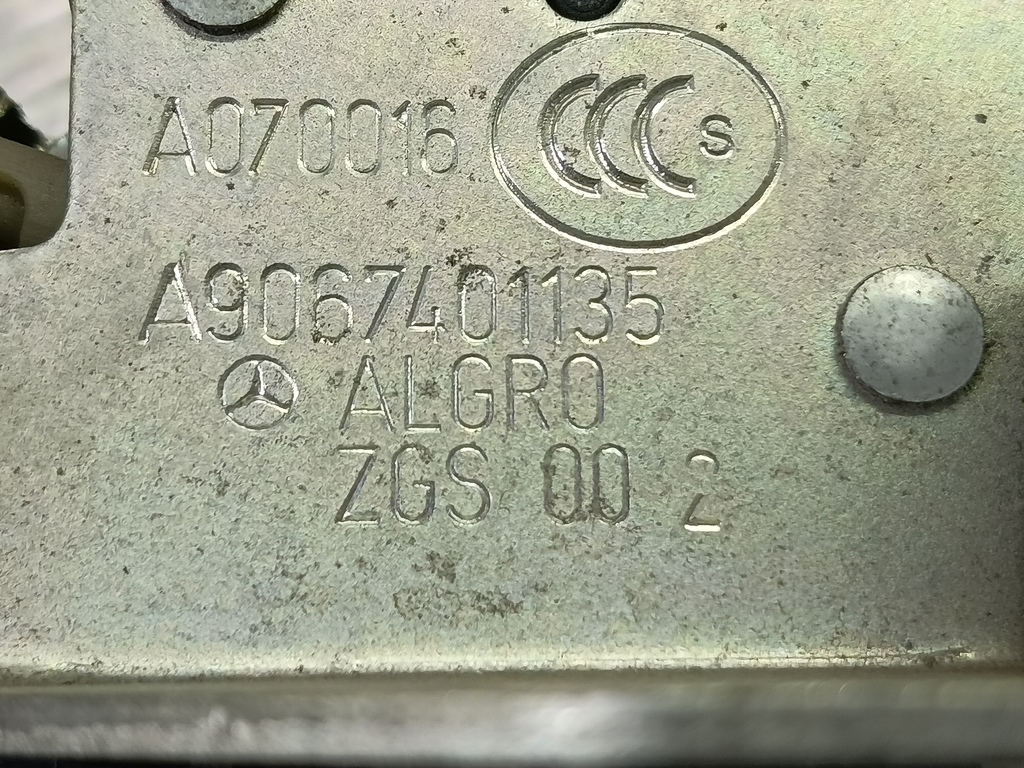 A070016
CCC S
A9067401135
ALGRO
ZGS 00 2